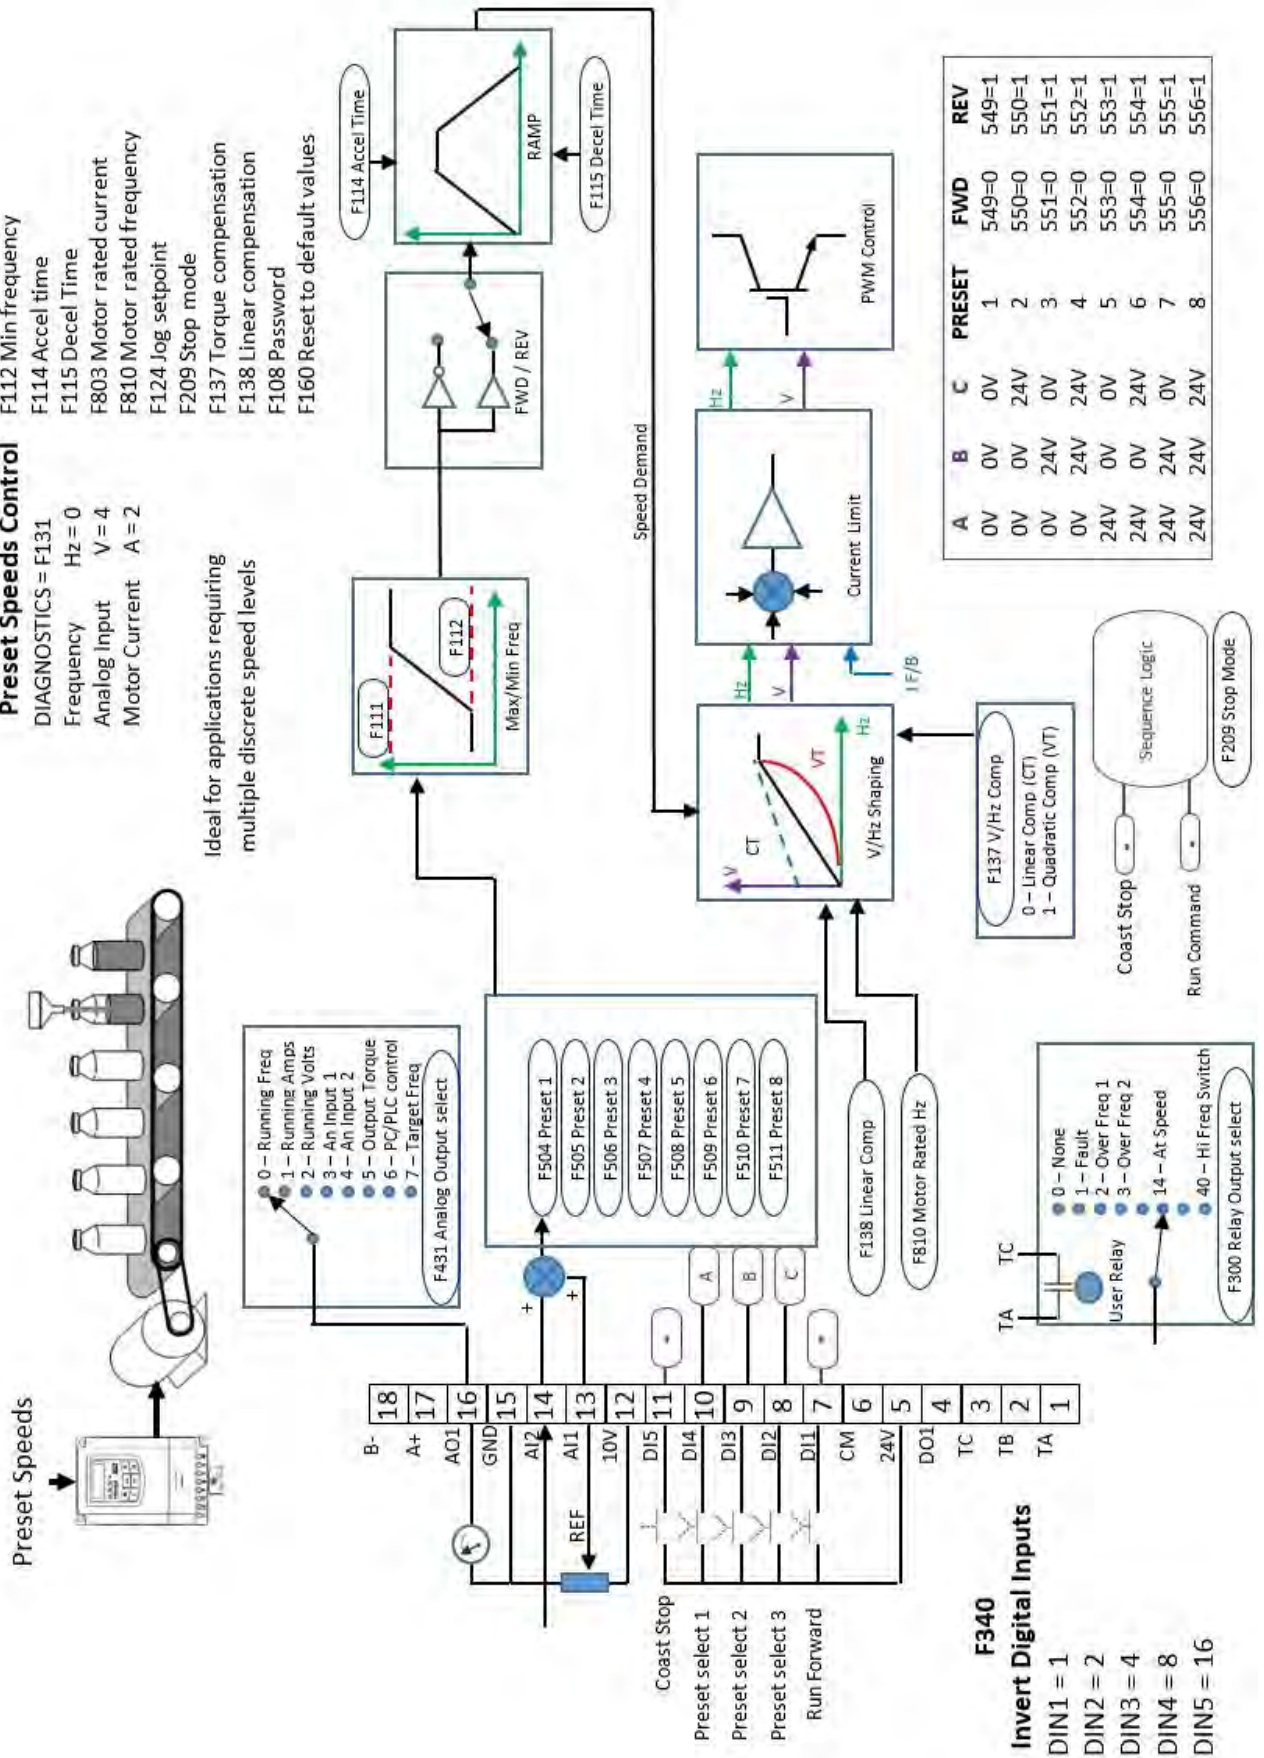 Preset Speeds
Preset Speeds Control
DIAGNOSTICS = F131
Frequency Hz = 0
Analog Input V = 4
Motor Current A = 2
F112 Min frequency
F114 Accel time
F115 Decel Time
F803 Motor rated current
F810 Motor rated frequency
F124 Jog setpoint
F209 Stop mode
F137 Torque compensation
F138 Linear compensation
F108 Password
F160 Reset to default values
Ideal for applications requiring
multiple discrete speed levels
0 – Running Freq
1 – Running Amps
2 – Running Volts
3 – An Input 1
4 – An Input 2
5 – Output Torque
6 – PC/PLC control
7 – Target Freq
F431 Analog Output select
F111
F112
Max/Min Freq
FWD / REV
F114 Accel Time
RAMP
F115 Decel Time
B- 18
A+ 17
AO1 16
GND 15
AI2 14
AI1 13
10V 12
DI5 11
DI4 10
DI3 9
DI2 8
DI1 7
CM 6
24V 5
DO1 4
TC 3
TB 2
TA 1
REF
+
+
F504 Preset 1
F505 Preset 2
F506 Preset 3
F507 Preset 4
F508 Preset 5
F509 Preset 6
F510 Preset 7
F511 Preset 8
A
B
C
Coast Stop
Preset select 1
Preset select 2
Preset select 3
Run Forward
Speed Demand
V
CT
VT
Hz
V/Hz Shaping
Hz
V
I F/B
Current Limit
Hz
V
PWM Control
F138 Linear Comp
F810 Motor Rated Hz
F137 V/Hz Comp
0 – Linear Comp (CT)
1 – Quadratic Comp (VT)
F340
Invert Digital Inputs
DIN1 = 1
DIN2 = 2
DIN3 = 4
DIN4 = 8
DIN5 = 16
TA
TC
User Relay
0 – None
1 – Fault
2 – Over Freq 1
3 – Over Freq 2
14 – At Speed
40 – Hi Freq Switch
F300 Relay Output select
Coast Stop
Run Command
Sequence Logic
F209 Stop Mode
A B C PRESET FWD REV
0V 0V 0V 1 549=0 549=1
0V 0V 24V 2 550=0 550=1
0V 24V 0V 3 551=0 551=1
0V 24V 24V 4 552=0 552=1
24V 0V 0V 5 553=0 553=1
24V 0V 24V 6 554=0 554=1
24V 24V 0V 7 555=0 555=1
24V 24V 24V 8 556=0 556=1